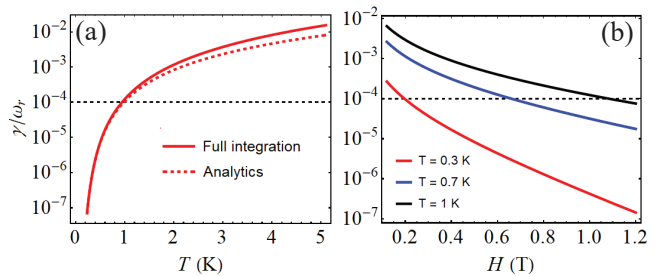 (a)
10⁻²
10⁻³
10⁻⁴
10⁻⁵
10⁻⁶
10⁻⁷
γ/ωᵣ
Full integration
Analytics
0 1 2 3 4 5
T (K)
(b)
10⁻²
10⁻³
10⁻⁴
10⁻⁵
10⁻⁶
10⁻⁷
T = 0.3 K
T = 0.7 K
T = 1 K
0.2 0.4 0.6 0.8 1.0 1.2
H (T)